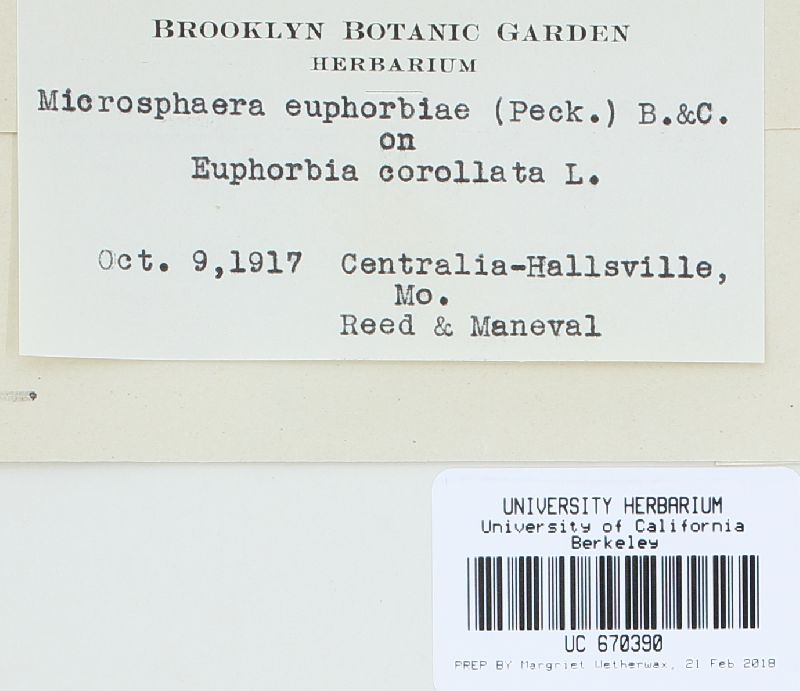 BROOKLYN BOTANIC GARDEN
HERBARIUM
Microsphaera euphorbiae (Peck.) B.&C.
on
Euphorbia corollata L.
Oct. 9,1917 Centralia-Hallsville,
Mo.
Reed & Maneval
UNIVERSITY HERBARIUM
University of California
Berkeley
UC 670390
PREP BY Margriet Wetherwax, 21 Feb 2018